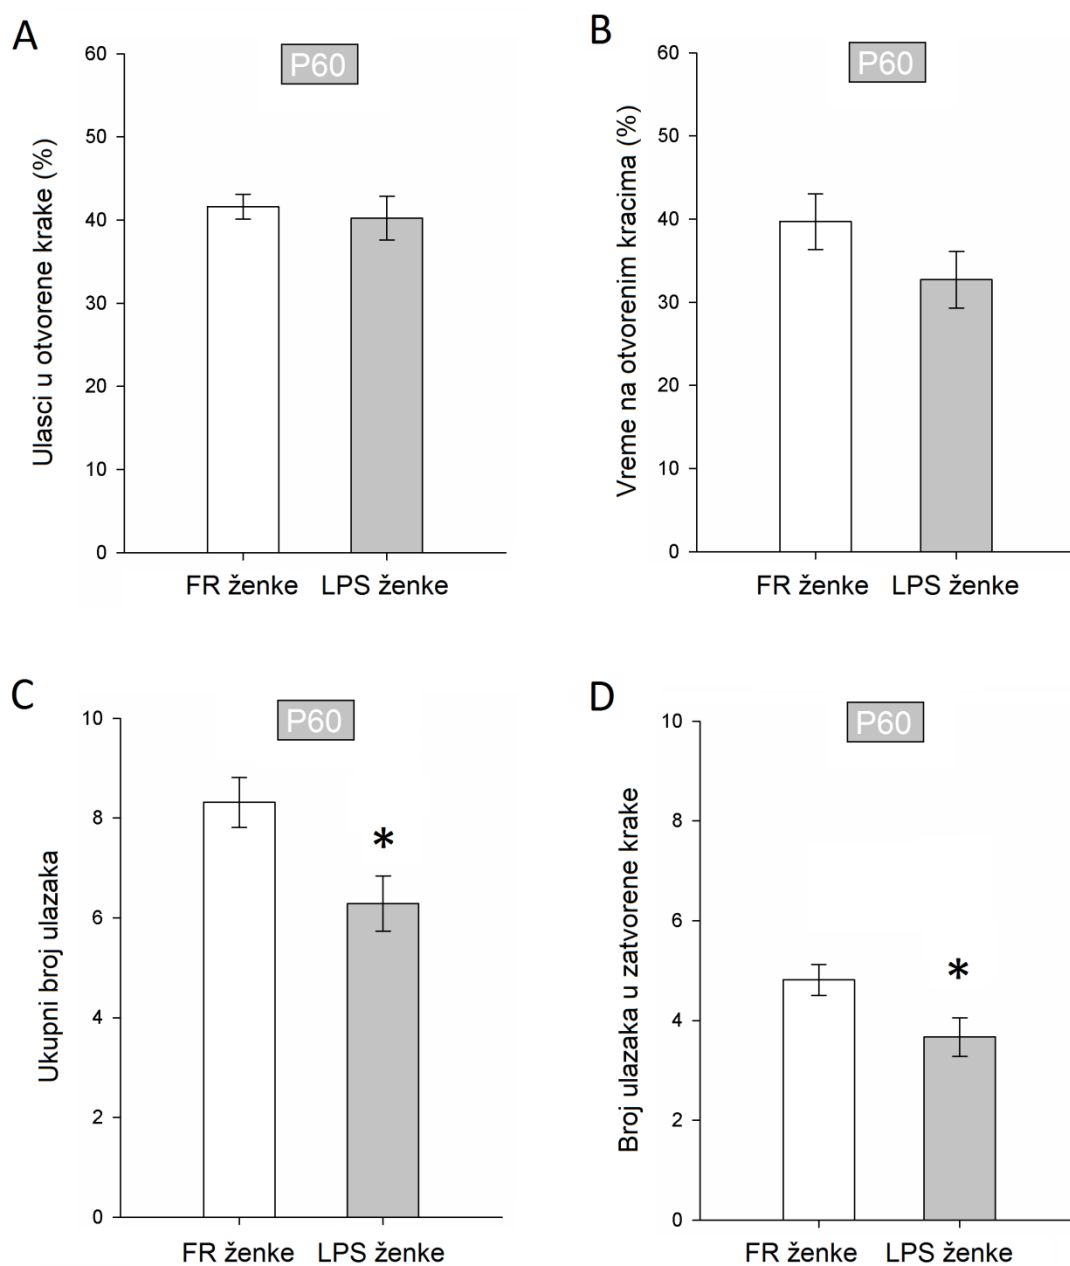 A
P60
Ulasci u otvorene krake (%)
60
50
40
30
20
10
0
FR ženke LPS ženke
B
P60
Vreme na otvorenim kracima (%)
60
50
40
30
20
10
0
FR ženke LPS ženke
C
P60
Ukupni broj ulazaka
10
8
6
4
2
0
*
FR ženke LPS ženke
D
P60
Broj ulazaka u zatvorene krake
10
8
6
4
2
0
*
FR ženke LPS ženke